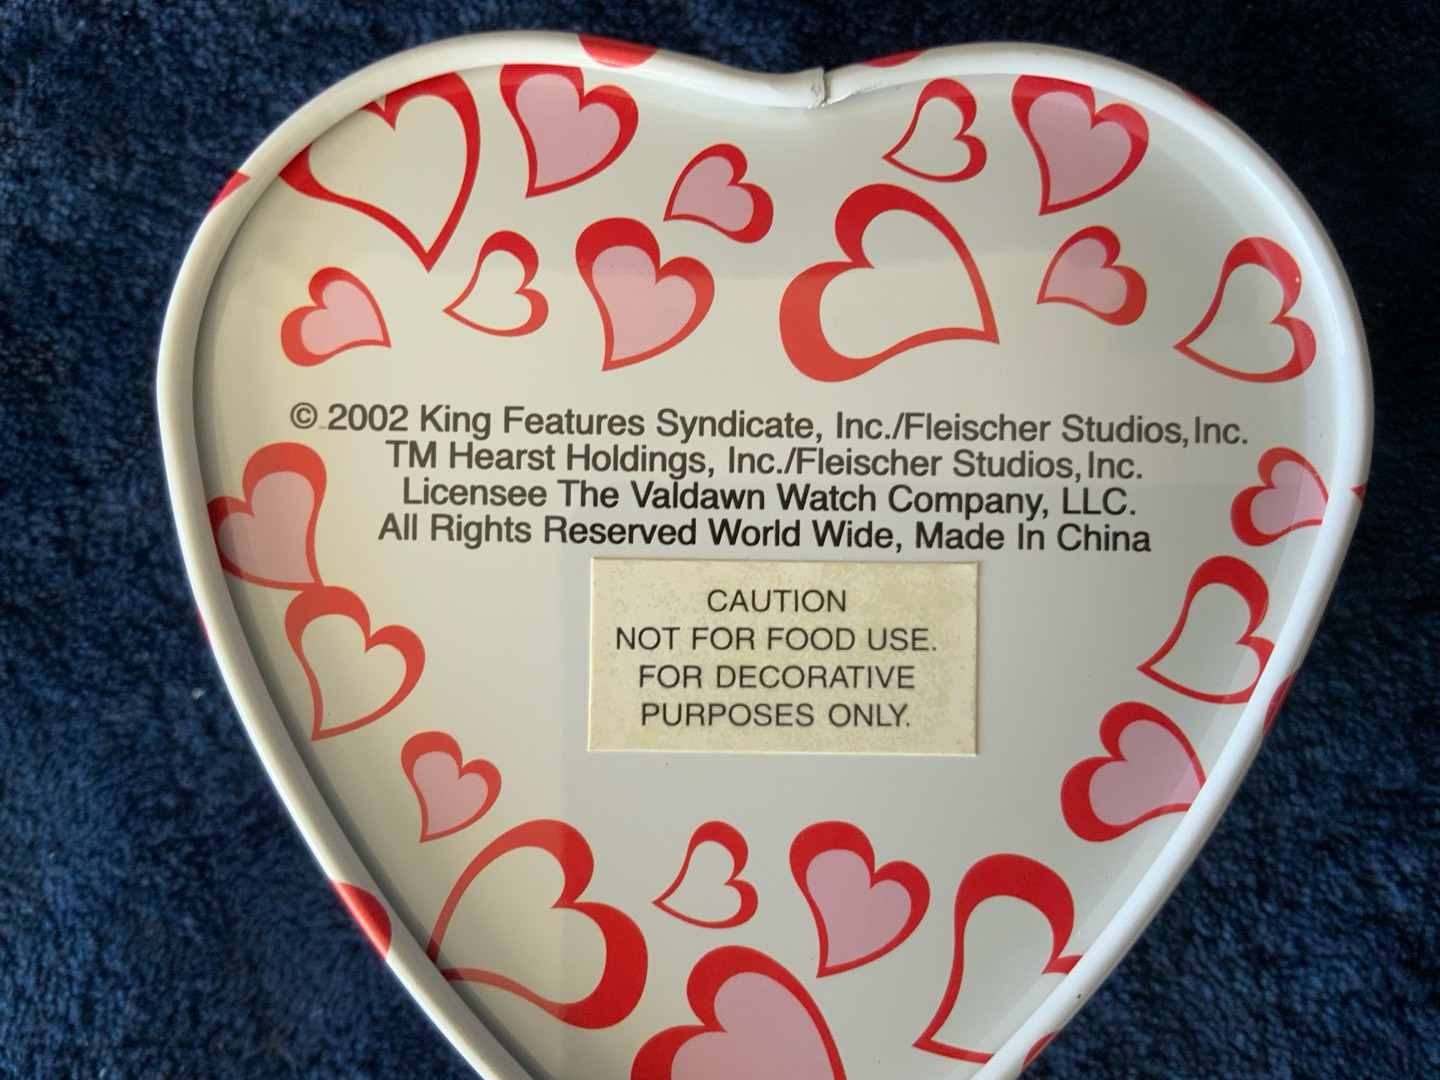 © 2002 King Features Syndicate, Inc./Fleischer Studios, Inc.
TM Hearst Holdings, Inc./Fleischer Studios, Inc.
Licensee The Valdawn Watch Company, LLC.
All Rights Reserved World Wide, Made In China
CAUTION
NOT FOR FOOD USE.
FOR DECORATIVE
PURPOSES ONLY.